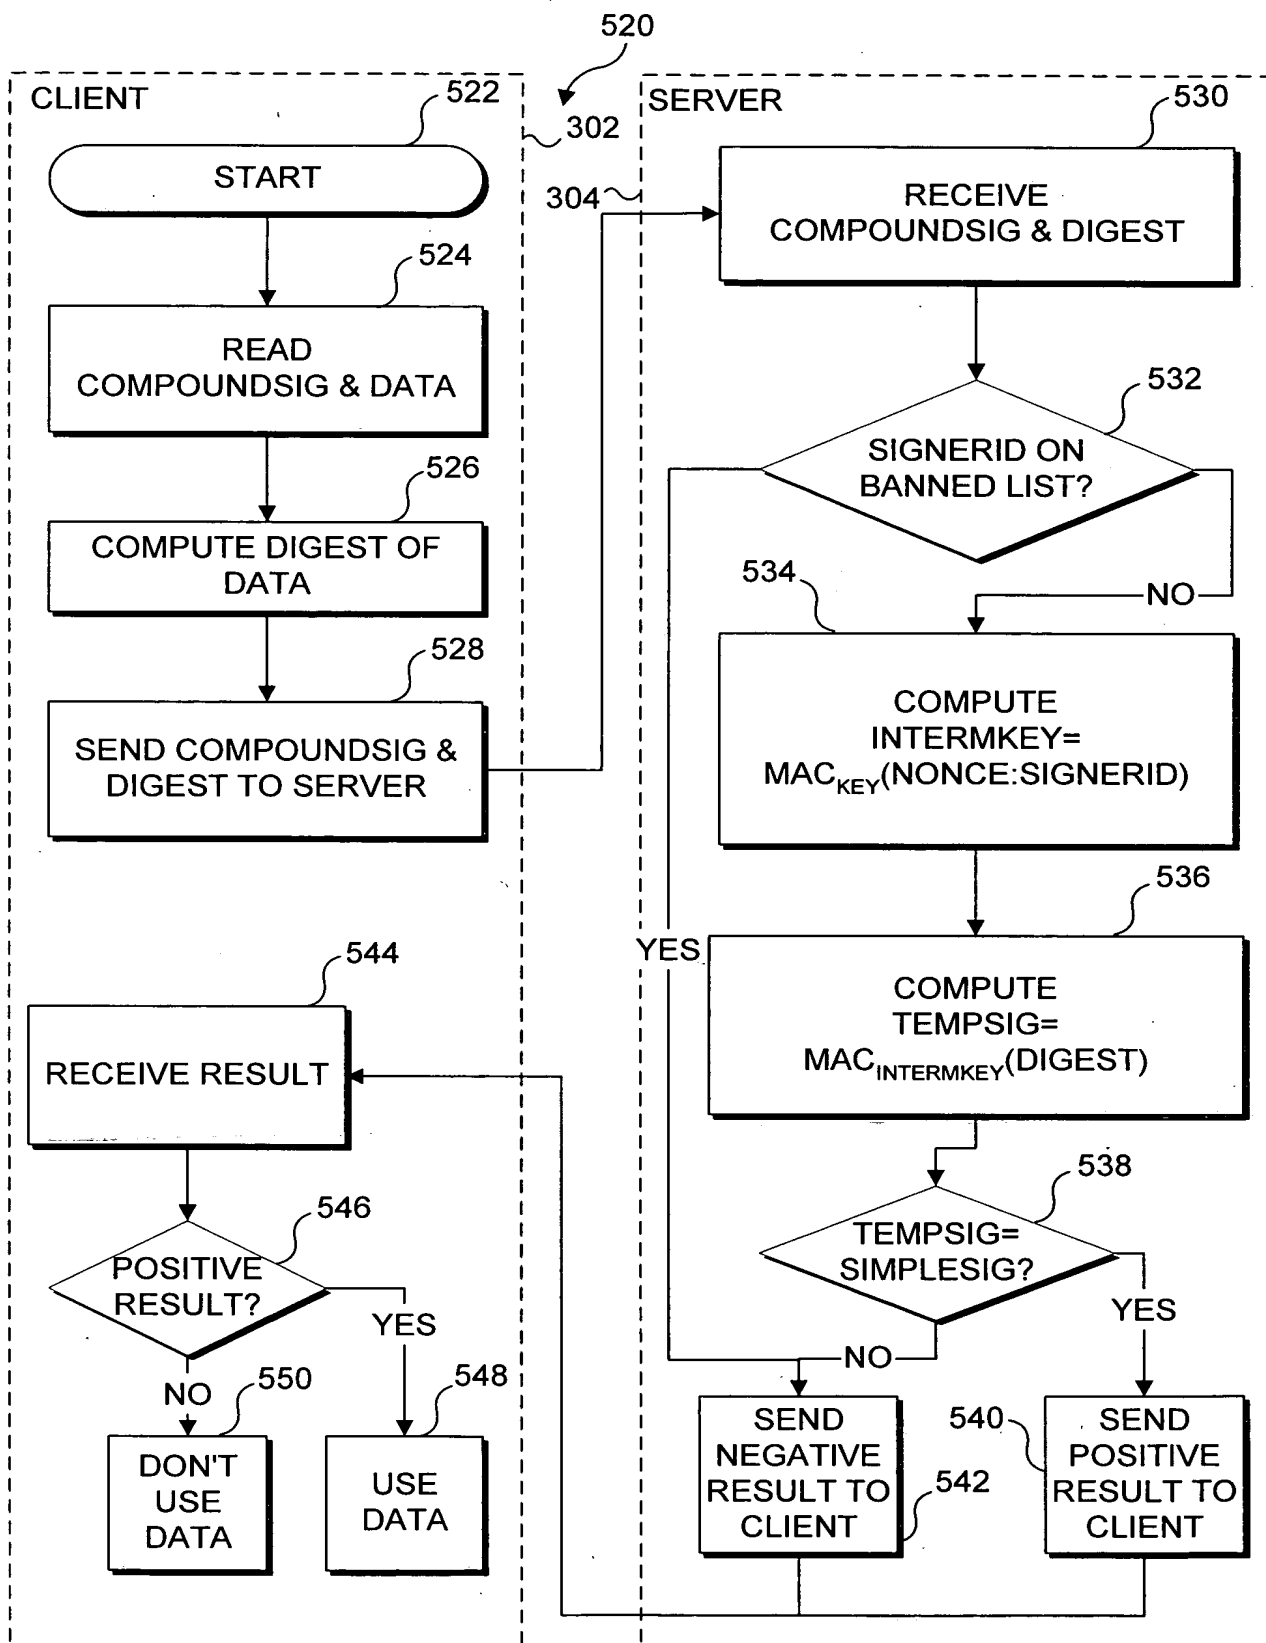 520
CLIENT
522
302
START
524
READ
COMPOUNDSIG & DATA
526
COMPUTE DIGEST OF
DATA
528
SEND COMPOUNDSIG &
DIGEST TO SERVER
544
RECEIVE RESULT
546
POSITIVE
RESULT?
YES
NO
550
548
DON'T
USE
DATA
USE
DATA
SERVER
530
304
RECEIVE
COMPOUNDSIG & DIGEST
532
SIGNERID ON
BANNED LIST?
534
NO
COMPUTE
INTERMKEY=
MAC_KEY(NONCE:SIGNERID)
536
YES
COMPUTE
TEMPSIG=
MAC_INTERMKEY(DIGEST)
538
TEMPSIG=
SIMPLESIG?
YES
NO
SEND
NEGATIVE
RESULT TO
CLIENT
542
540
SEND
POSITIVE
RESULT TO
CLIENT